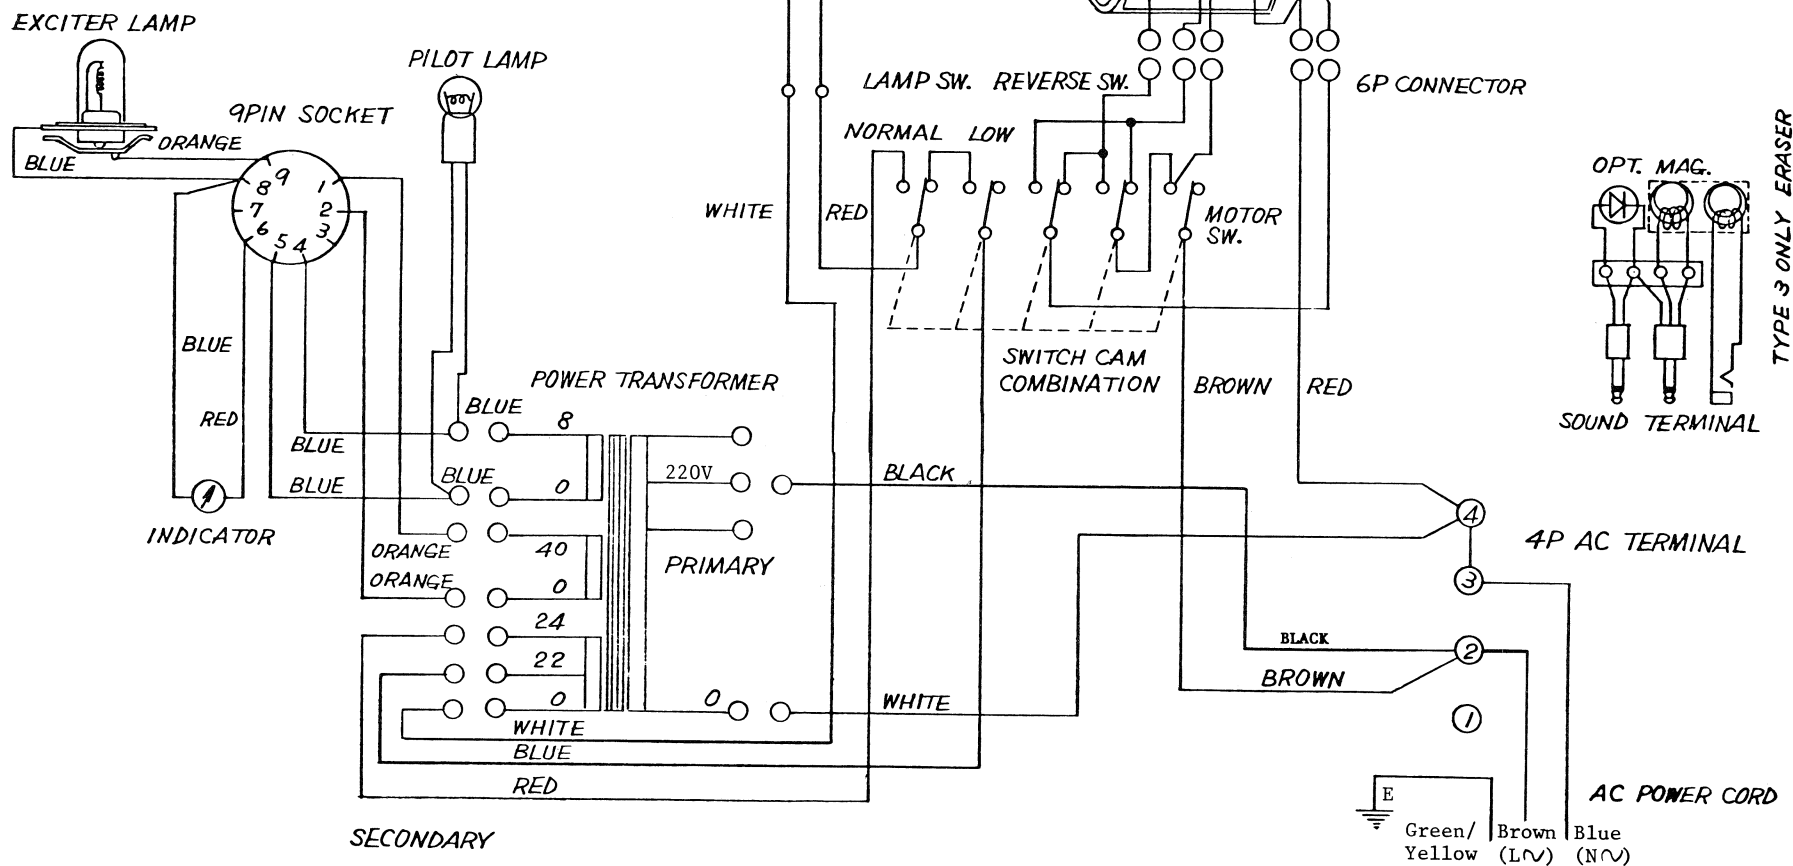 EXCITER LAMP
PILOT LAMP
9PIN SOCKET
ORANGE
BLUE
9
8
7
6
5
4
3
2
1
BLUE
RED
INDICATOR
BLUE
BLUE
LAMP SW. REVERSE SW.
6P CONNECTOR
NORMAL LOW
WHITE
RED
MOTOR
SW.
SWITCH CAM
COMBINATION
BROWN
RED
OPT. MAG.
TYPE 3 ONLY ERASER
SOUND TERMINAL
POWER TRANSFORMER
BLUE
8
BLUE
0
ORANGE
40
ORANGE
0
24
22
0
WHITE
BLUE
RED
SECONDARY
220V
PRIMARY
0
BLACK
WHITE
4
4P AC TERMINAL
3
BLACK
2
BROWN
1
AC POWER CORD
E
Green/
Yellow
Brown
(L∿)
Blue
(N∿)